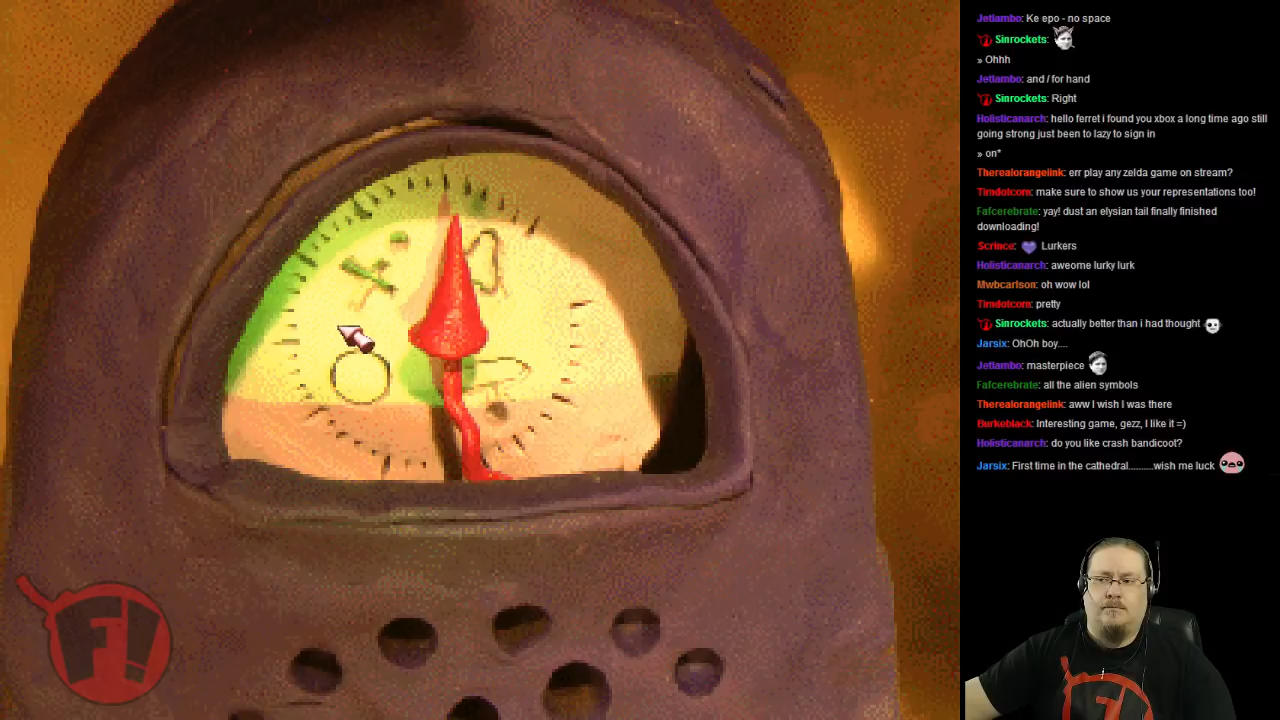 Jetlambo: Ke epo - no space
Sinrockets:
» Ohhh
Jetlambo: and / for hand
Sinrockets: Right
Holisticanarch: hello ferret i found you xbox a long time ago still
going strong just been to lazy to sign in
» on*
Therealorangelink: err play any zelda game on stream?
Timdotcom: make sure to show us your representations too!
Fafcerebrate: yay! dust an elysian tail finally finished
downloading!
Scrince: Lurkers
Holisticanarch: aweome lurky lurk
Mwbcarlson: oh wow lol
Timdotcom: pretty
Sinrockets: actually better than i had thought
Jarsix: OhOh boy....
Jetlambo: masterpiece
Fafcerebrate: all the alien symbols
Therealorangelink: aww I wish I was there
Burkeblack: Interesting game, gezz, I like it =)
Holisticanarch: do you like crash bandicoot?
Jarsix: First time in the cathedral..........wish me luck
F!